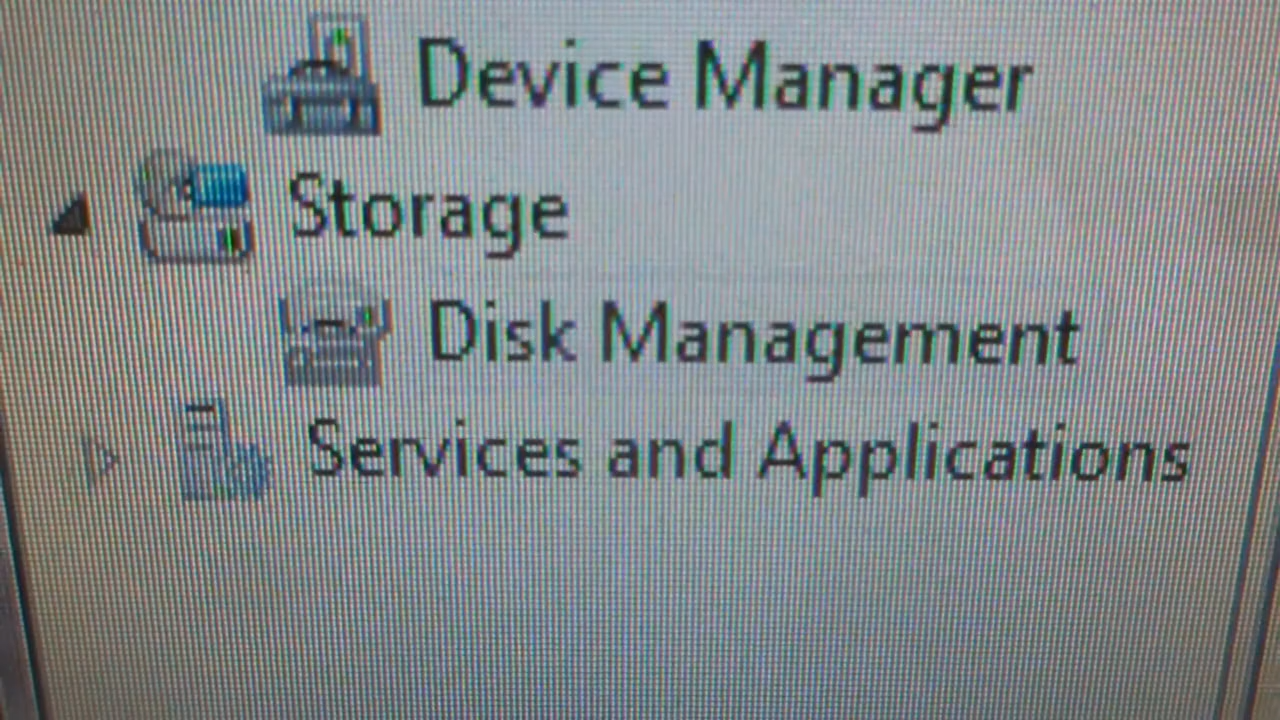 Device Manager
Storage
Disk Management
Services and Applications